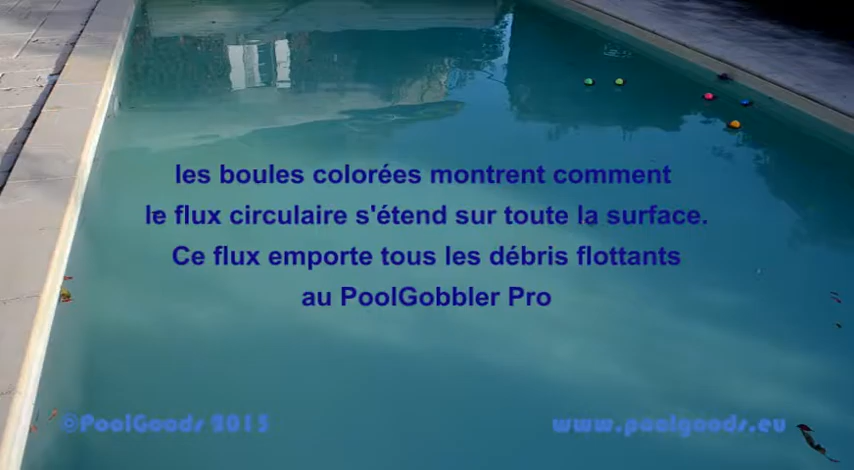 les boules colorées montrent comment
le flux circulaire s'étend sur toute la surface.
Ce flux emporte tous les débris flottants
au PoolGobbler Pro
©PoolGoods 2015 www.poolgoods.eu